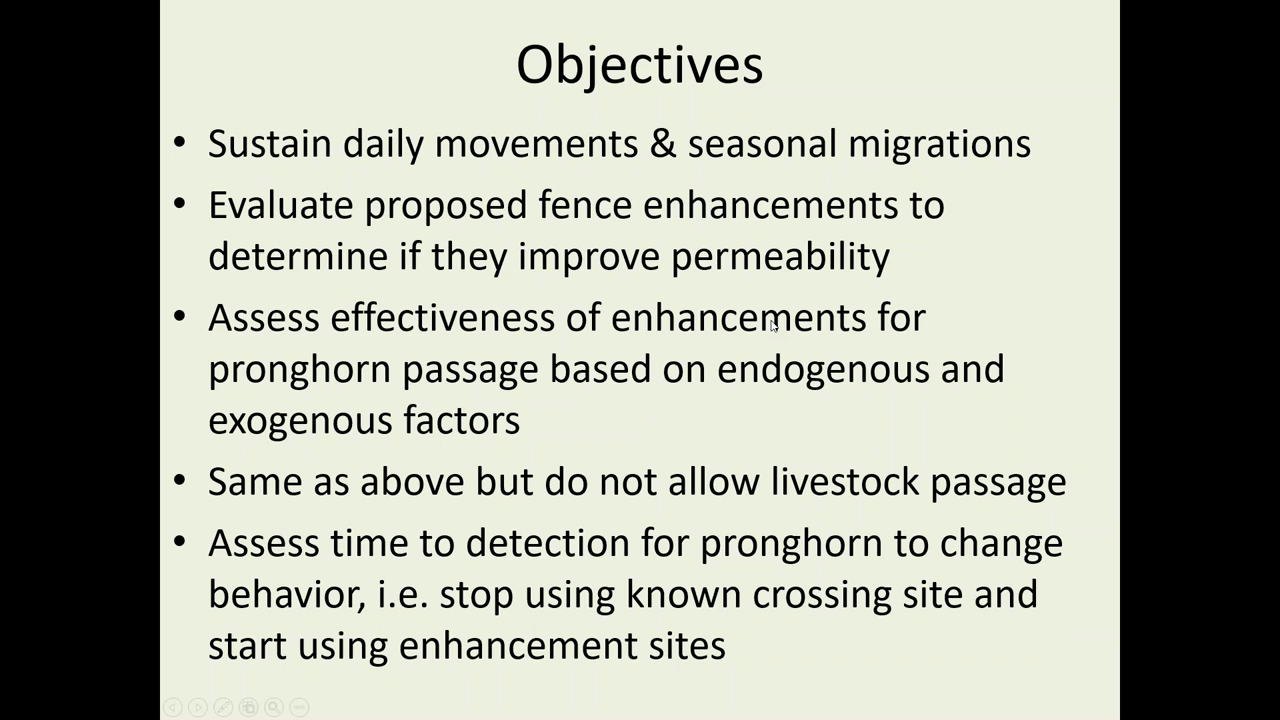 Objectives
• Sustain daily movements & seasonal migrations
• Evaluate proposed fence enhancements to
determine if they improve permeability
• Assess effectiveness of enhancements for
pronghorn passage based on endogenous and
exogenous factors
• Same as above but do not allow livestock passage
• Assess time to detection for pronghorn to change
behavior, i.e. stop using known crossing site and
start using enhancement sites